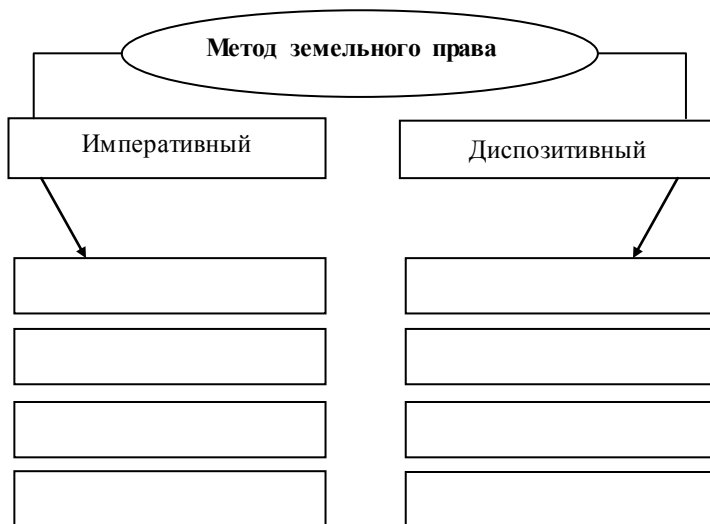 Метод земельного права
Императивный
Диспозитивный